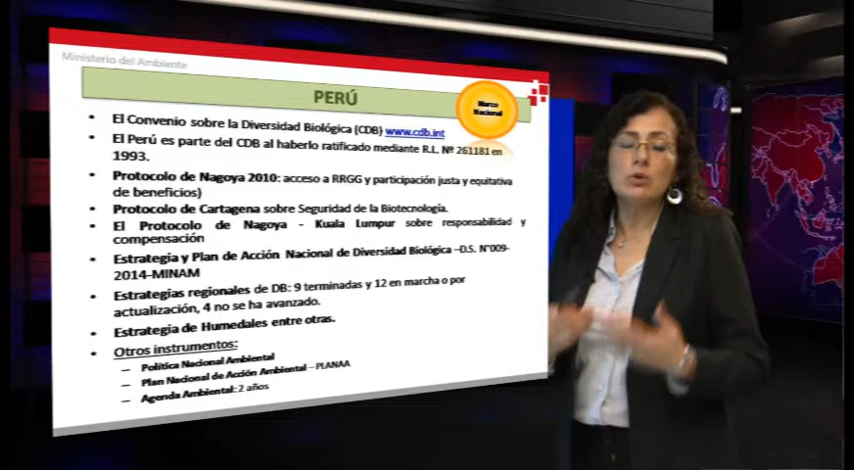 Ministerio del Ambiente
PERÚ
Marco
Nacional
• El Convenio sobre la Diversidad Biológica (CDB) www.cdb.int
• El Perú es parte del CDB al haberlo ratificado mediante R.L. Nº 261181 en
1993.
• Protocolo de Nagoya 2010: acceso a RRGG y participación justa y equitativa
de beneficios)
• Protocolo de Cartagena sobre Seguridad de la Biotecnología.
• El Protocolo de Nagoya - Kuala Lumpur sobre responsabilidad y
compensación
• Estrategia y Plan de Acción Nacional de Diversidad Biológica –D.S. N°009-
2014-MINAM
• Estrategias regionales de DB: 9 terminadas y 12 en marcha o por
actualización, 4 no se ha avanzado.
• Estrategia de Humedales entre otras.
• Otros instrumentos:
– Política Nacional Ambiental
– Plan Nacional de Acción Ambiental – PLANAA
– Agenda Ambiental: 2 años